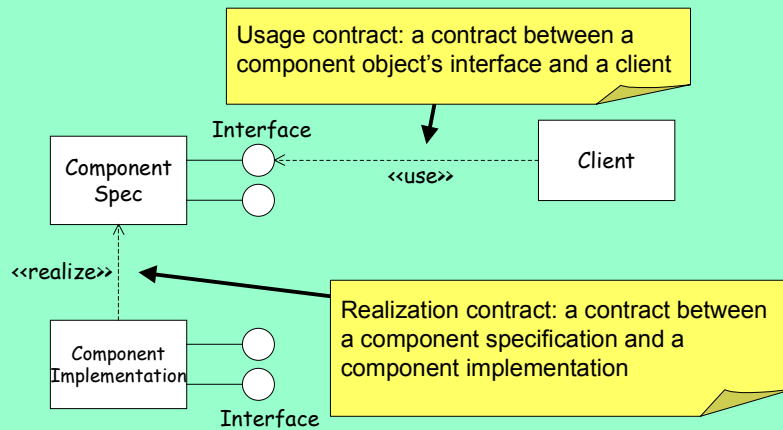 Usage contract: a contract between a
component object's interface and a client
Interface
Component
Spec
Client
«use»
«realize»
Realization contract: a contract between
a component specification and a
component implementation
Component
Implementation
Interface